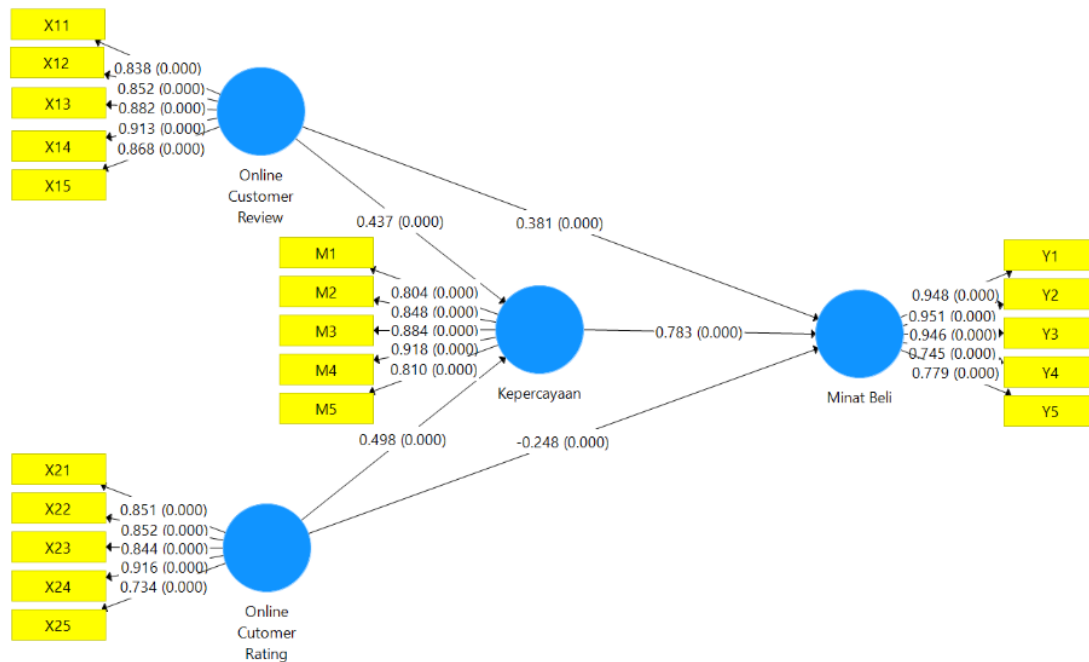 X11
X12
X13
X14
X15
0.838 (0.000)
0.852 (0.000)
0.882 (0.000)
0.913 (0.000)
0.868 (0.000)
Online
Customer
Review
0.437 (0.000)
0.381 (0.000)
M1
M2
M3
M4
M5
0.804 (0.000)
0.848 (0.000)
0.884 (0.000)
0.918 (0.000)
0.810 (0.000)
Kepercayaan
0.783 (0.000)
Minat Beli
0.948 (0.000)
0.951 (0.000)
0.946 (0.000)
0.745 (0.000)
0.779 (0.000)
Y1
Y2
Y3
Y4
Y5
0.498 (0.000)
-0.248 (0.000)
X21
X22
X23
X24
X25
0.851 (0.000)
0.852 (0.000)
0.844 (0.000)
0.916 (0.000)
0.734 (0.000)
Online
Cutomer
Rating